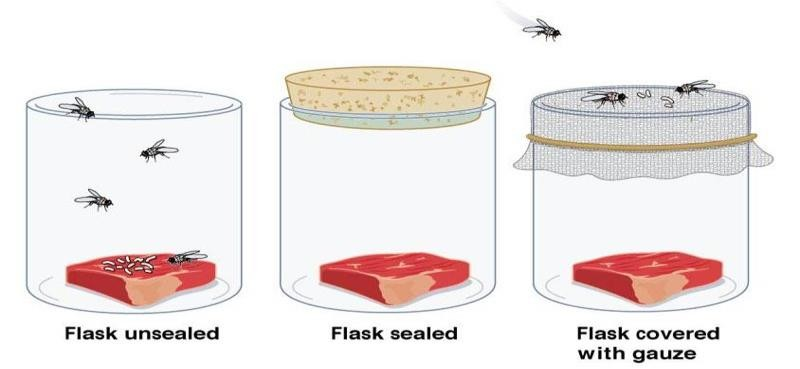 Flask unsealed
Flask sealed
Flask covered
with gauze